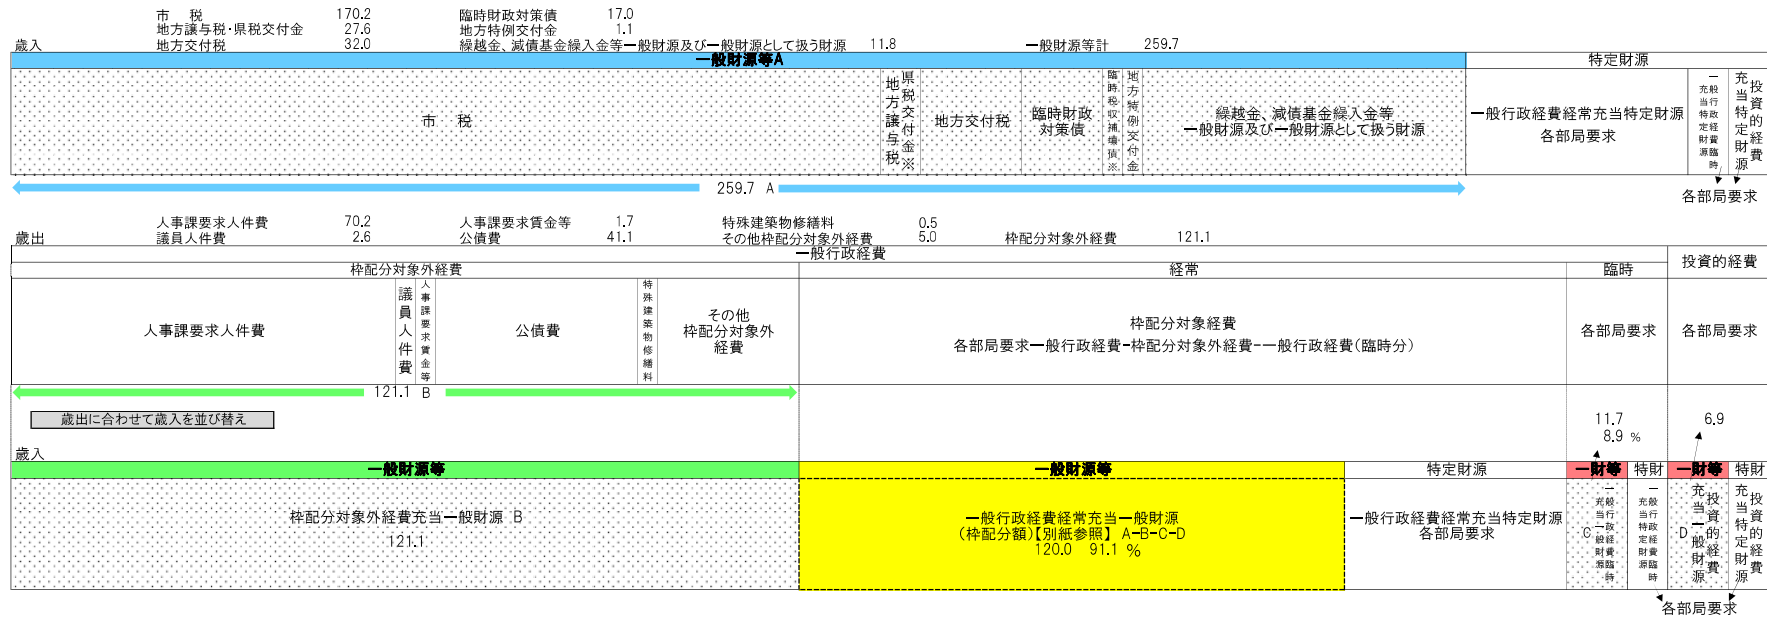 市　税 170.2 臨時財政対策債 17.0
地方譲与税・県税交付金 27.6 地方特例交付金 1.1
歳入 地方交付税 32.0 繰越金、減債基金繰入金等一般財源及び一般財源として扱う財源 11.8 一般財源等計 259.7
一般財源等A 特定財源
市　税
地方譲与税
県税交付金※
地方交付税
臨時財政
対策債
臨時税収補填債※
地方特例交付金
繰越金、減債基金繰入金等
一般財源及び一般財源として扱う財源
一般行政経費経常充当特定財源
各部局要求
一般行政経費臨時
充当特定財源
投資的経費
充当特定財源
259.7 A
各部局要求
人事課要求人件費 70.2 人事課要求賃金等 1.7 特殊建築物修繕料 0.5
歳出 議員人件費 2.6 公債費 41.1 その他枠配分対象外経費 5.0 枠配分対象外経費 121.1
一般行政経費 投資的経費
枠配分対象外経費 経常 臨時
人事課要求人件費
議員人件費
人事課要求賃金等
公債費
特殊建築物修繕料
その他
枠配分対象外
経費
枠配分対象経費
各部局要求一般行政経費-枠配分対象外経費-一般行政経費(臨時分)
各部局要求
各部局要求
121.1 B
歳出に合わせて歳入を並び替え
11.7 6.9
8.9 %
歳入
一般財源等 一般財源等 特定財源 一財等 特財 一財等 特財
枠配分対象外経費充当一般財源 B
121.1
一般行政経費経常充当一般財源
(枠配分額)【別紙参照】 A-B-C-D
120.0 91.1 %
一般行政経費経常充当特定財源
各部局要求
C
一般行政経費臨時
充当一般財源
一般行政経費臨時
充当特定財源
D
投資的経費
充当一般財源
投資的経費
充当特定財源
各部局要求